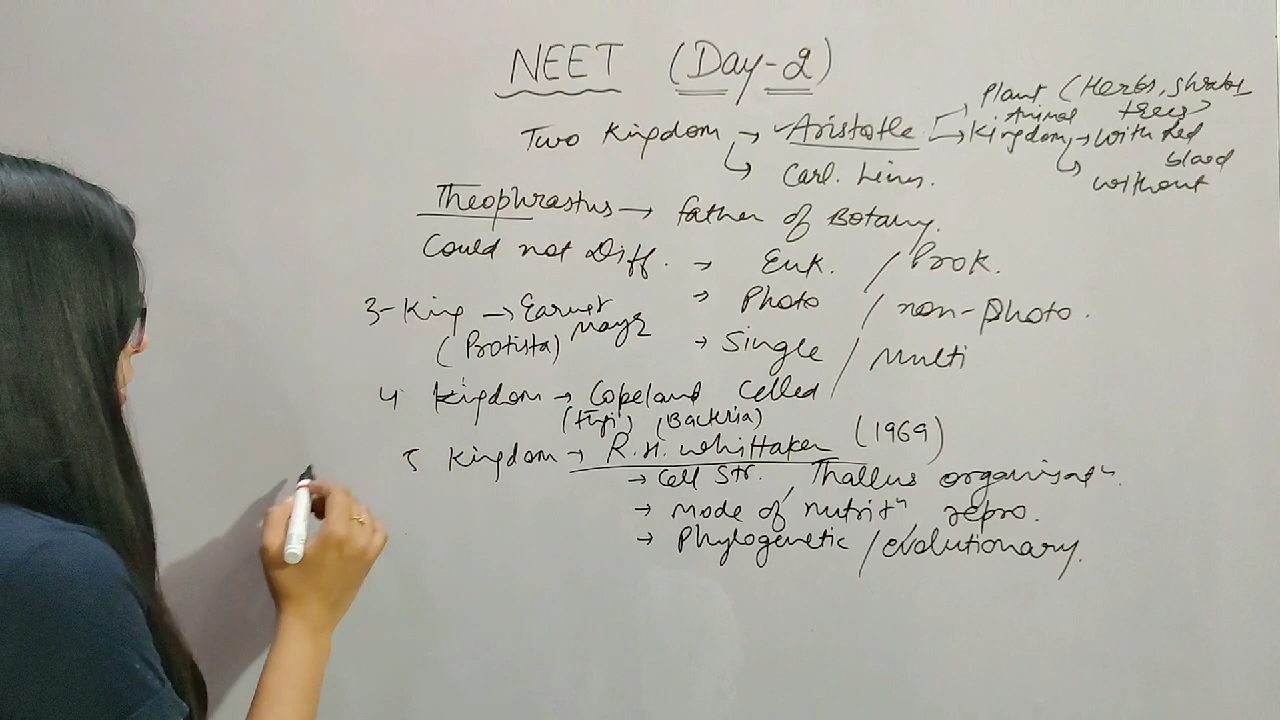 NEET (Day-2)
Plant (Herbs, shrubs, trees)
Two Kingdom → Aristotle → Animal Kingdom → with Red blood
without
↳ Carl. Linn.
Theophrastus → father of Botany.
Could not Diff. → Euk. / Prok.
→ Photo / non-photo.
3-King → Earnst Mayr
(Protista)
→ Single / Multi
Celled
4 Kingdom → Copeland
(Fungi) (Bacteria)
5 Kingdom → R.H. Whittaker (1969)
→ Cell Str. , Thallus organisatⁿ.
→ Mode of nutritⁿ, repro.
→ Phylogenetic / evolutionary.